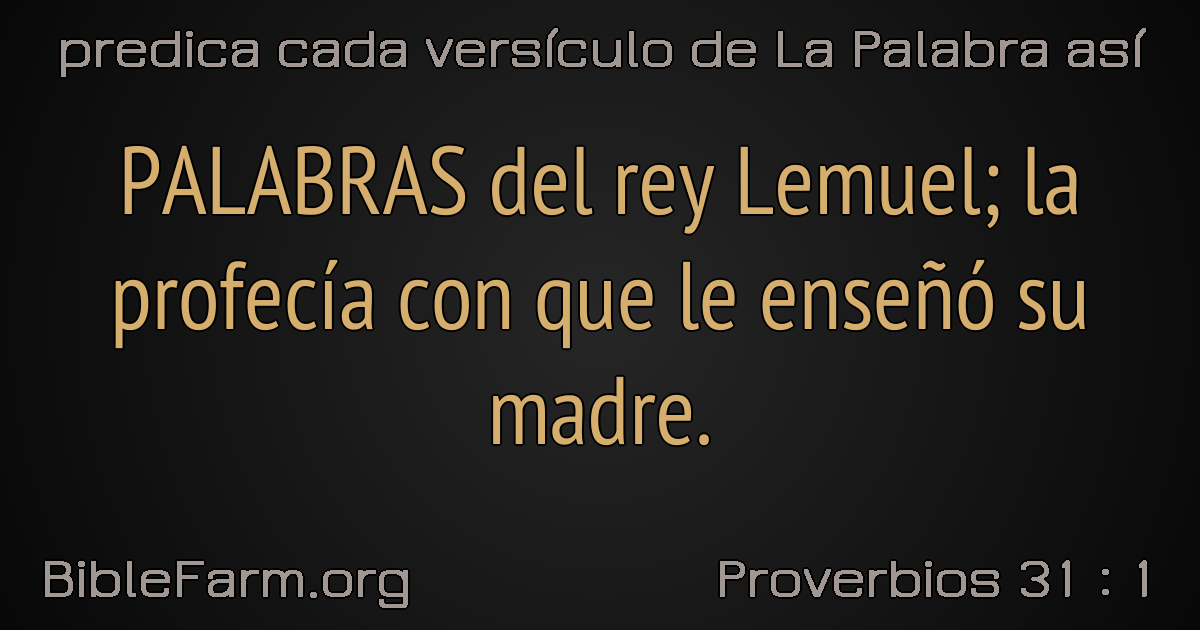 predica cada versículo de La Palabra así
PALABRAS del rey Lemuel; la
profecía con que le enseñó su
madre.
BibleFarm.org
Proverbios 31 : 1